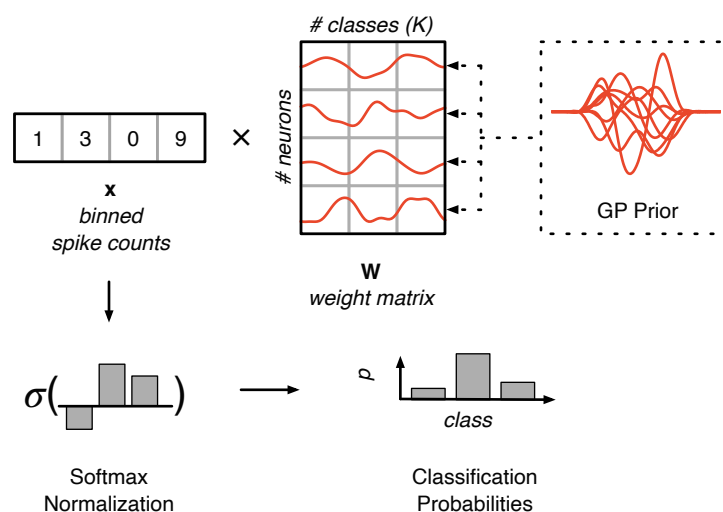 # classes (K)
# neurons
1 3 0 9
×
x
binned
spike counts
W
weight matrix
GP Prior
σ( )
p
class
Softmax
Normalization
Classification
Probabilities